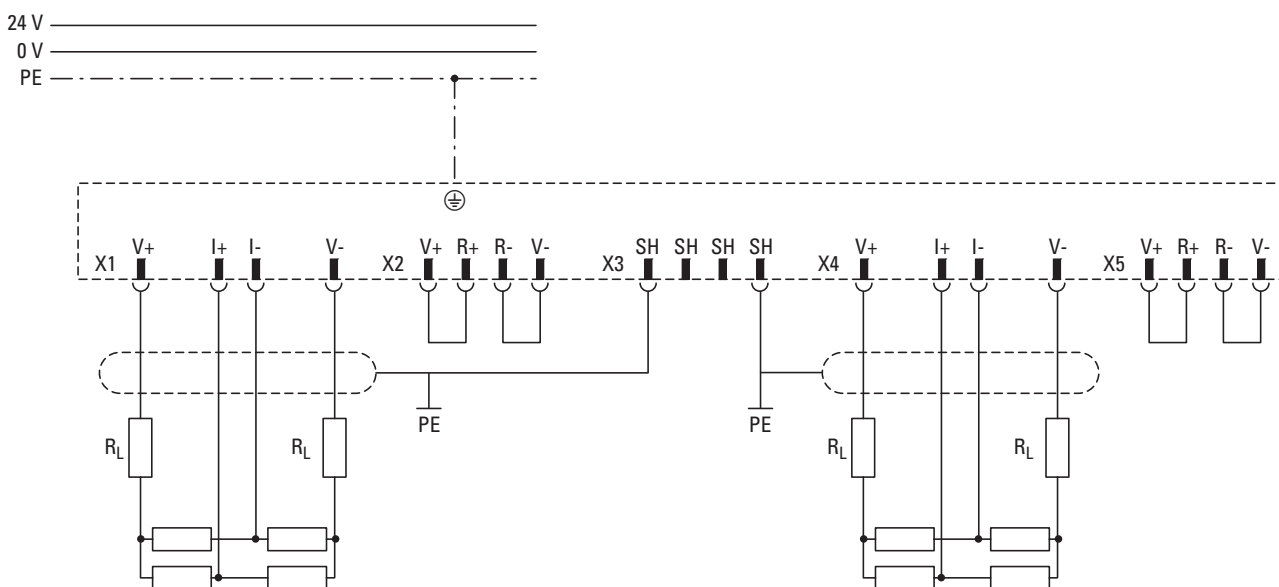 24 V
0 V
PE
X1 V+ I+ I- V- X2 V+ R+ R- V- X3 SH SH SH SH X4 V+ I+ I- V- X5 V+ R+ R- V-
PE PE
RL RL RL RL